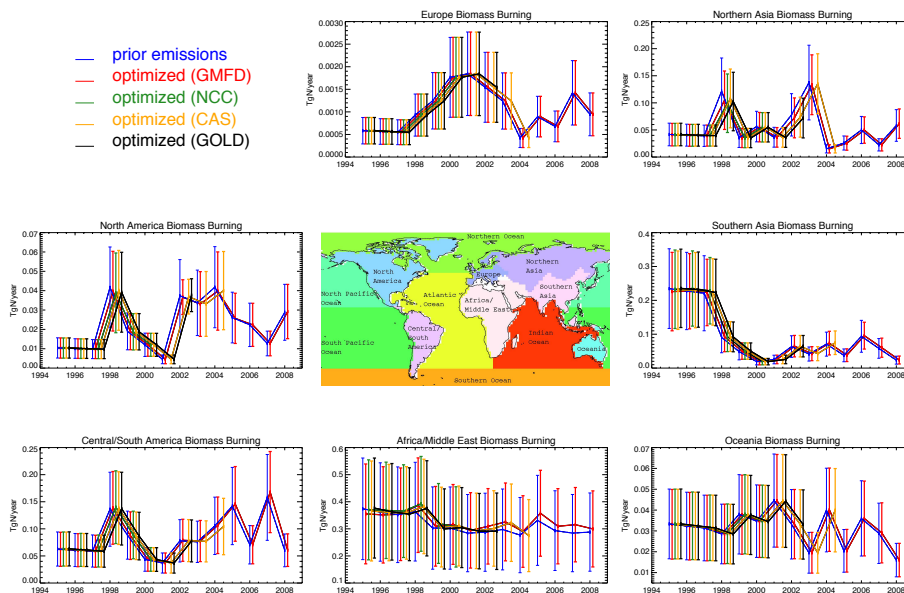 Europe Biomass Burning
Northern Asia Biomass Burning
prior emissions
optimized (GMFD)
optimized (NCC)
optimized (CAS)
optimized (GOLD)
TgN/year
0.0030
0.0025
0.0020
0.0015
0.0010
0.0005
0.0000
1994 1996 1998 2000 2002 2004 2006 2008
TgN/year
0.25
0.20
0.15
0.10
0.05
0.00
1994 1996 1998 2000 2002 2004 2006 2008
North America Biomass Burning
Southern Asia Biomass Burning
TgN/year
0.07
0.06
0.05
0.04
0.03
0.02
0.01
0.00
1994 1996 1998 2000 2002 2004 2006 2008
Northern Ocean
North
America
Europe
Northern
Asia
Southern
Asia
North Pacific
Ocean
Atlantic
Ocean
Africa/
Middle East
Central/
South
America
South Pacific
Ocean
Indian
Ocean
Oceania
Southern Ocean
TgN/year
0.4
0.3
0.2
0.1
0.0
1994 1996 1998 2000 2002 2004 2006 2008
Central/South America Biomass Burning
Africa/Middle East Biomass Burning
Oceania Biomass Burning
TgN/year
0.25
0.20
0.15
0.10
0.05
0.00
1994 1996 1998 2000 2002 2004 2006 2008
TgN/year
0.6
0.5
0.4
0.3
0.2
0.1
1994 1996 1998 2000 2002 2004 2006 2008
TgN/year
0.07
0.06
0.05
0.04
0.03
0.02
0.01
1994 1996 1998 2000 2002 2004 2006 2008